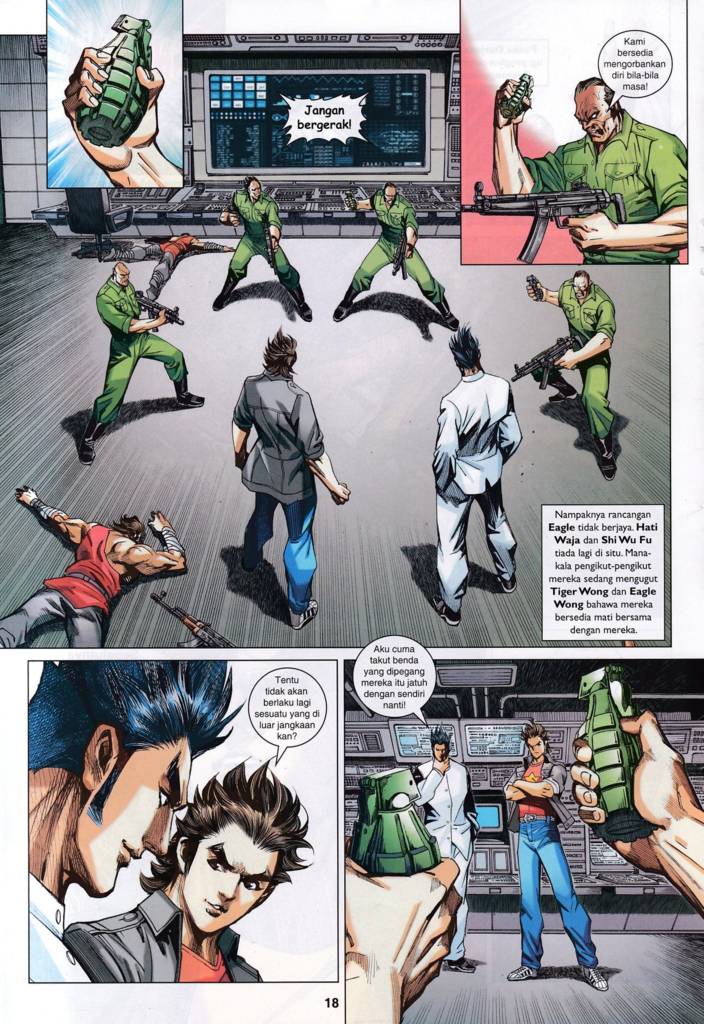 Jangan
bergerak!
Kami
bersedia
mengorbankan
diri bila-bila
masa!
Nampaknya rancangan
Eagle tidak berjaya. Hati
Waja dan Shi Wu Fu
tiada lagi di situ. Mana-
kala pengikut-pengikut
mereka sedang mengugut
Tiger Wong dan Eagle
Wong bahawa mereka
bersedia mati bersama
dengan mereka.
Tentu
tidak akan
berlaku lagi
sesuatu yang di
luar jangkaan
kan?
Aku cuma
takut benda
yang dipegang
mereka itu jatuh
dengan sendiri
nanti!
18